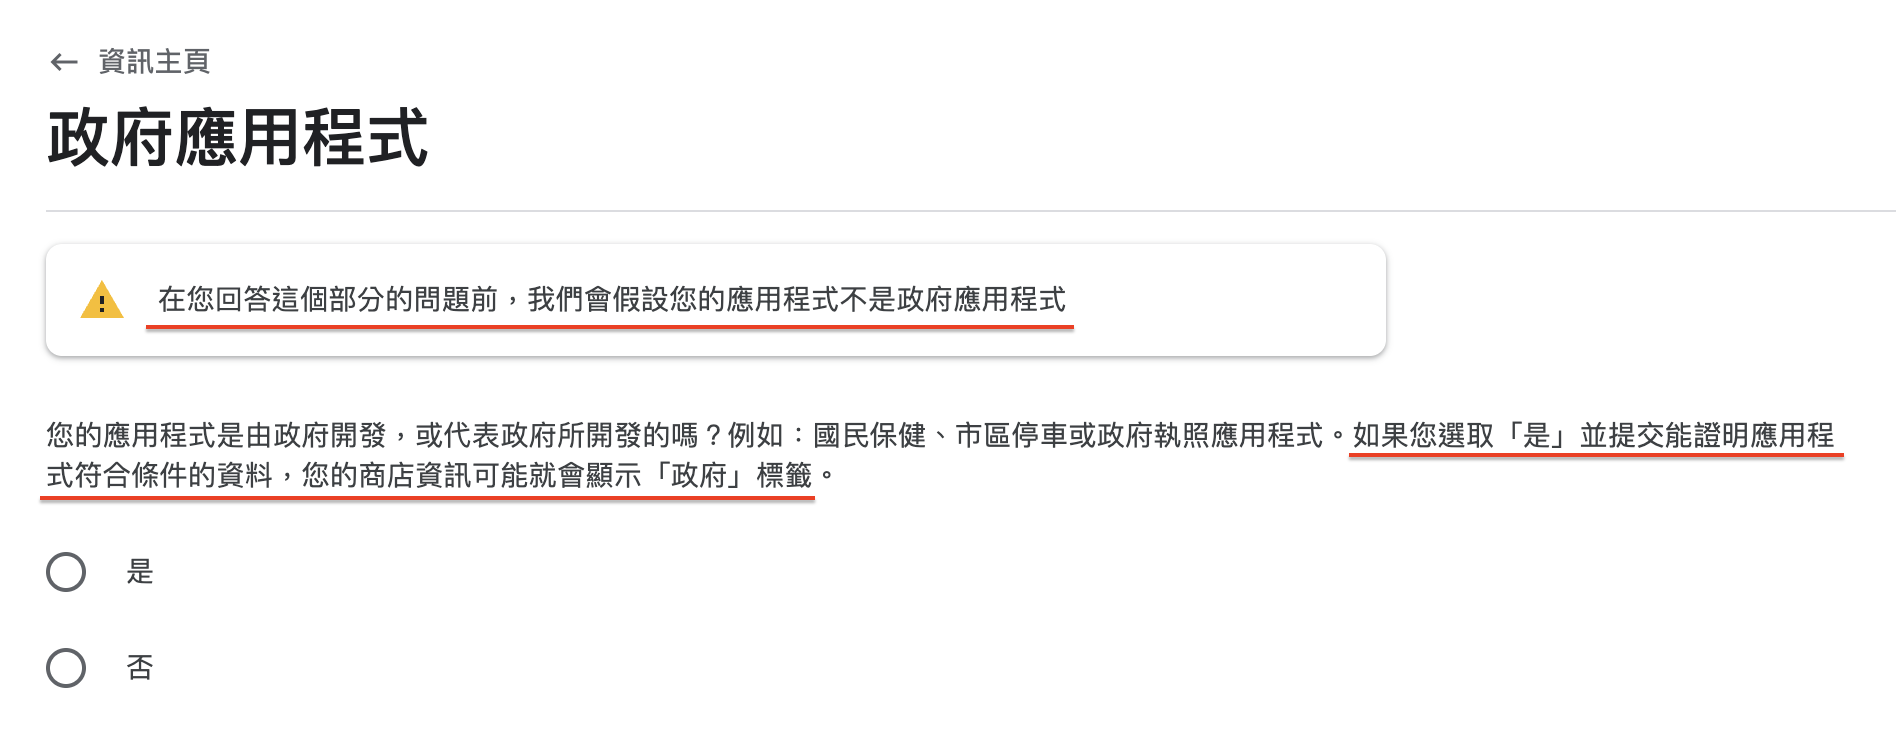 ← 資訊主頁
政府應用程式
在您回答這個部分的問題前，我們會假設您的應用程式不是政府應用程式
您的應用程式是由政府開發，或代表政府所開發的嗎？例如：國民保健、市區停車或政府執照應用程式。如果您選取「是」並提交能證明應用程
式符合條件的資料，您的商店資訊可能就會顯示「政府」標籤。
是
否